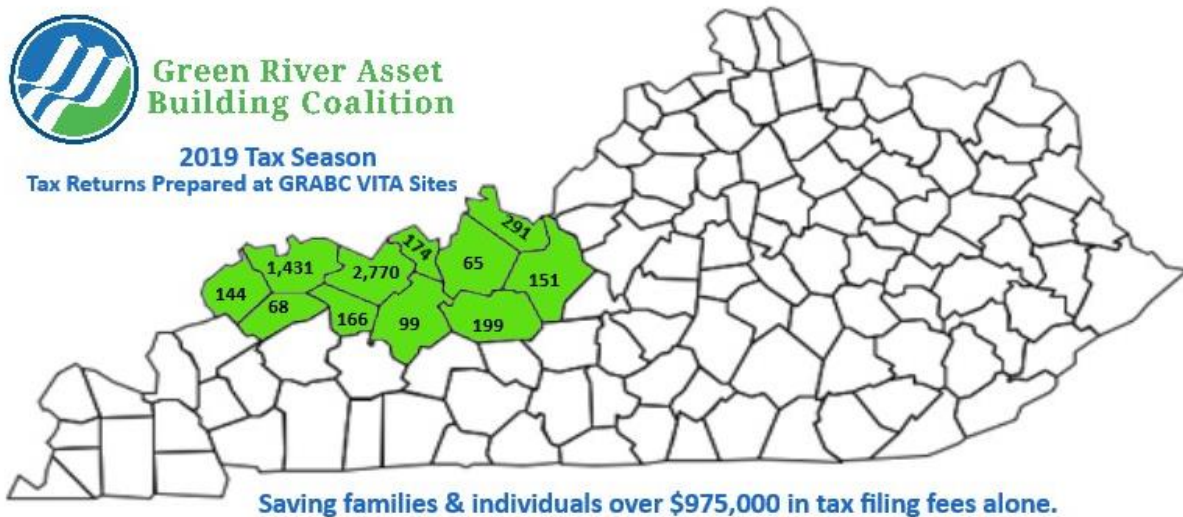 Green River Asset
Building Coalition
2019 Tax Season
Tax Returns Prepared at GRABC VITA Sites
291
174
1,431
2,770
65
151
144
68
166
99
199
Saving families & individuals over $975,000 in tax filing fees alone.